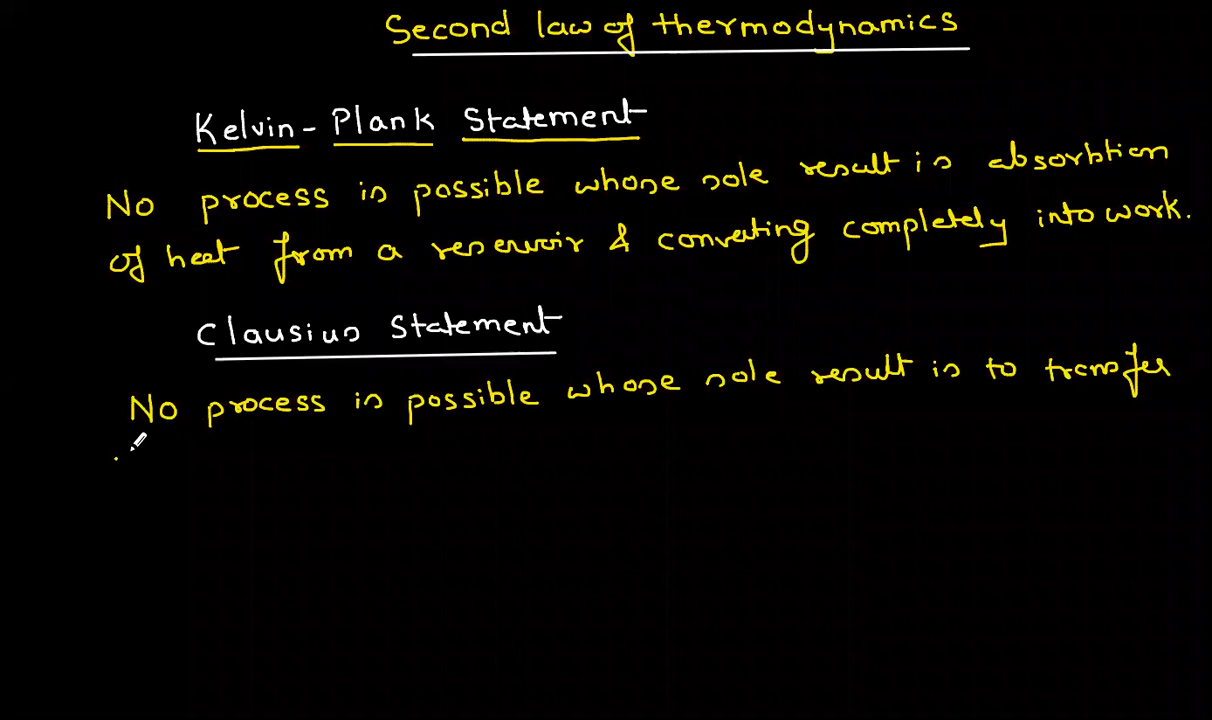 Second law of thermodynamics
Kelvin-Plank Statement
No process is possible whose sole result is absorbtion
of heat from a reservoir & converting completely into work.
Clausius Statement
No process is possible whose sole result is to transfer